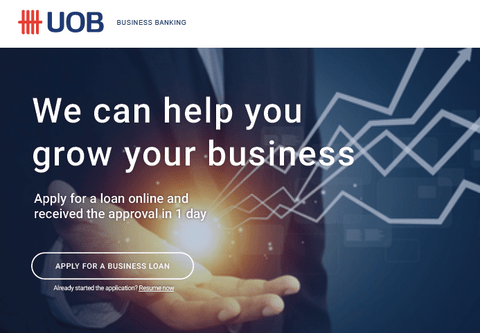 UOB BUSINESS BANKING
We can help you
grow your business
Apply for a loan online and
received the approval in 1 day
APPLY FOR A BUSINESS LOAN
Already started the application? Resume now